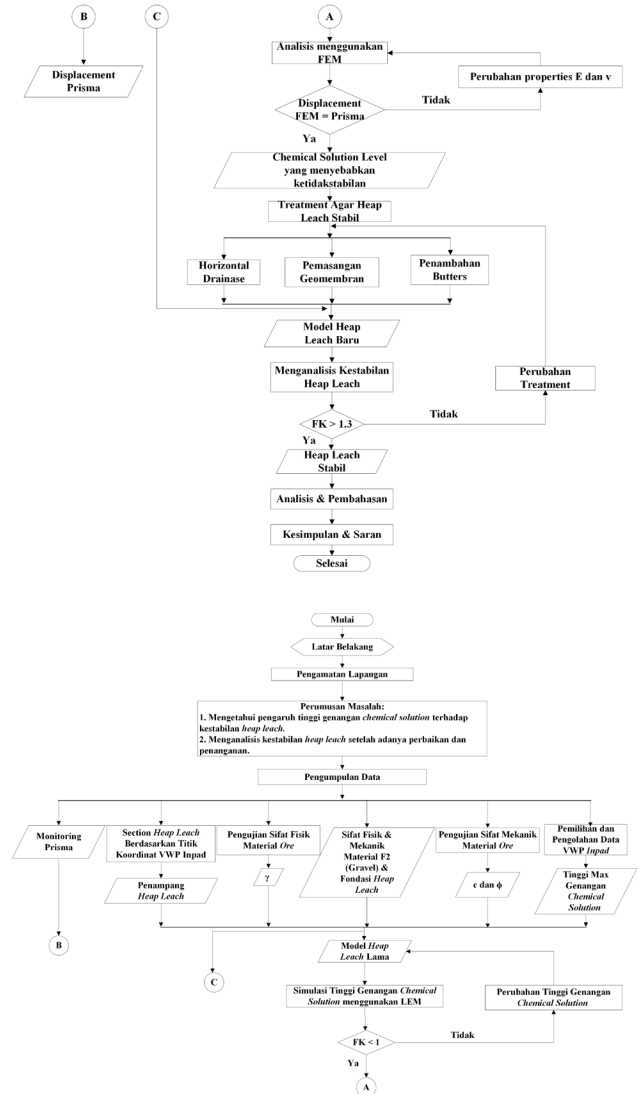 B
C
A
Displacement
Prisma
Analisis menggunakan
FEM
Perubahan properties E dan v
Displacement
FEM = Prisma
Tidak
Ya
Chemical Solution Level
yang menyebabkan
ketidakstabilan
Treatment Agar Heap
Leach Stabil
Horizontal
Drainase
Pemasangan
Geomembran
Penambahan
Butters
Model Heap
Leach Baru
Menganalisis Kestabilan
Heap Leach
Perubahan
Treatment
FK > 1.3
Tidak
Ya
Heap Leach
Stabil
Analisis & Pembahasan
Kesimpulan & Saran
Selesai
Mulai
Latar Belakang
Pengamatan Lapangan
Perumusan Masalah:
1. Mengetahui pengaruh tinggi genangan chemical solution terhadap
kestabilan heap leach.
2. Menganalisis kestabilan heap leach setelah adanya perbaikan dan
penanganan.
Pengumpulan Data
Monitoring
Prisma
Section Heap Leach
Berdasarkan Titik
Koordinat VWP Inpad
Penampang
Heap Leach
Pengujian Sifat Fisik
Material Ore
γ
Sifat Fisik &
Mekanik
Material F2
(Gravel) &
Fondasi Heap
Leach
Pengujian Sifat Mekanik
Material Ore
c dan ϕ
Pemilihan dan
Pengolahan Data
VWP Inpad
Tinggi Max
Genangan
Chemical
Solution
B
C
Model Heap
Leach Lama
Simulasi Tinggi Genangan Chemical
Solution menggunakan LEM
Perubahan Tinggi Genangan
Chemical Solution
FK < 1
Tidak
Ya
A